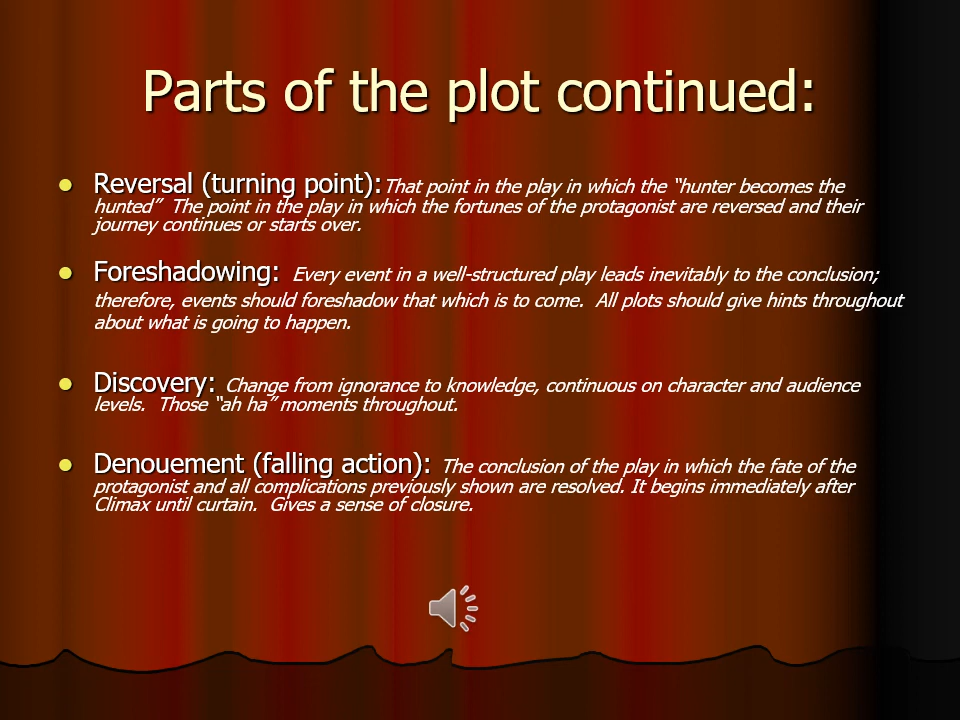 Parts of the plot continued:
Reversal (turning point): That point in the play in which the “hunter becomes the
hunted”  The point in the play in which the fortunes of the protagonist are reversed and their
journey continues or starts over.
Foreshadowing:  Every event in a well-structured play leads inevitably to the conclusion;
therefore, events should foreshadow that which is to come.  All plots should give hints throughout
about what is going to happen.
Discovery: Change from ignorance to knowledge, continuous on character and audience
levels.  Those “ah ha” moments throughout.
Denouement (falling action): The conclusion of the play in which the fate of the
protagonist and all complications previously shown are resolved. It begins immediately after
Climax until curtain.  Gives a sense of closure.